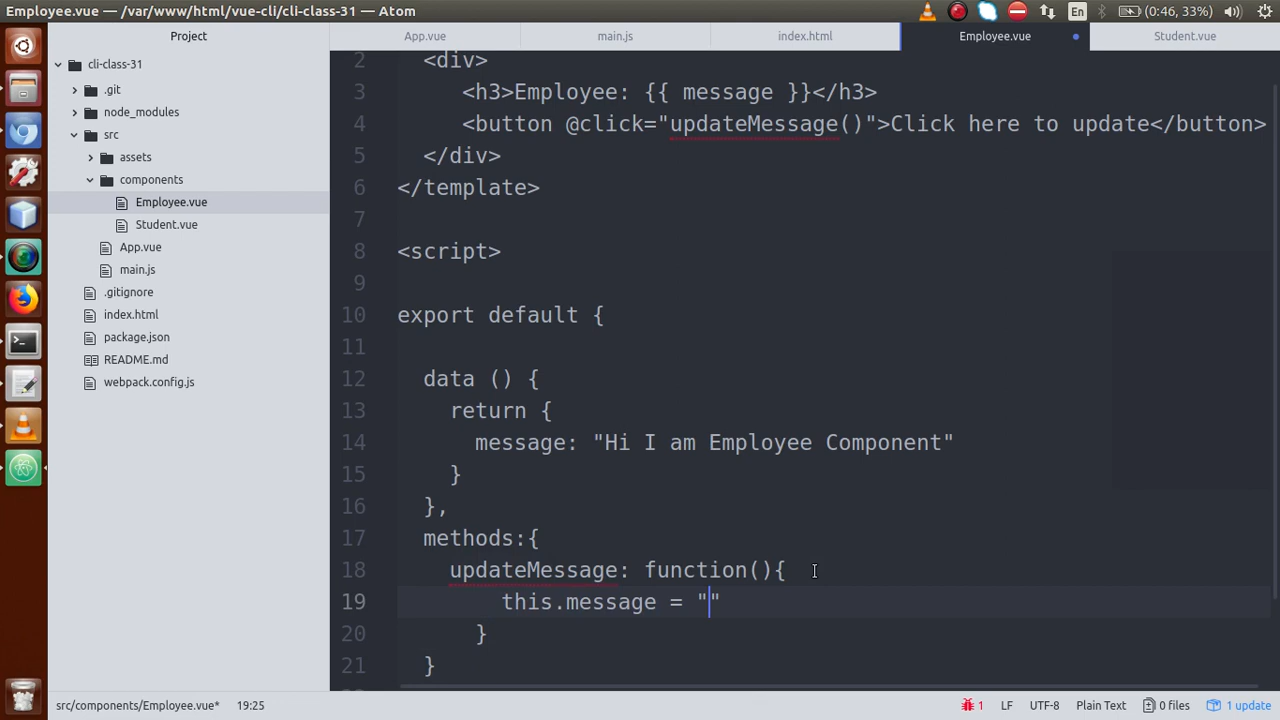 Employee.vue — /var/www/html/vue-cli/cli-class-31 — Atom
En (0:46, 33%)
Project
App.vue main.js index.html Employee.vue Student.vue
cli-class-31
.git
node_modules
src
assets
components
Employee.vue
Student.vue
App.vue
main.js
.gitignore
index.html
package.json
README.md
webpack.config.js
2 <div>
3 <h3>Employee: {{ message }}</h3>
4 <button @click="updateMessage()">Click here to update</button>
5 </div>
6 </template>
7
8 <script>
9
10 export default {
11
12 data () {
13 return {
14 message: "Hi I am Employee Component"
15 }
16 },
17 methods:{
18 updateMessage: function(){
19 this.message = ""
20 }
21 }
src/components/Employee.vue* 19:25 1 LF UTF-8 Plain Text 0 files 1 update